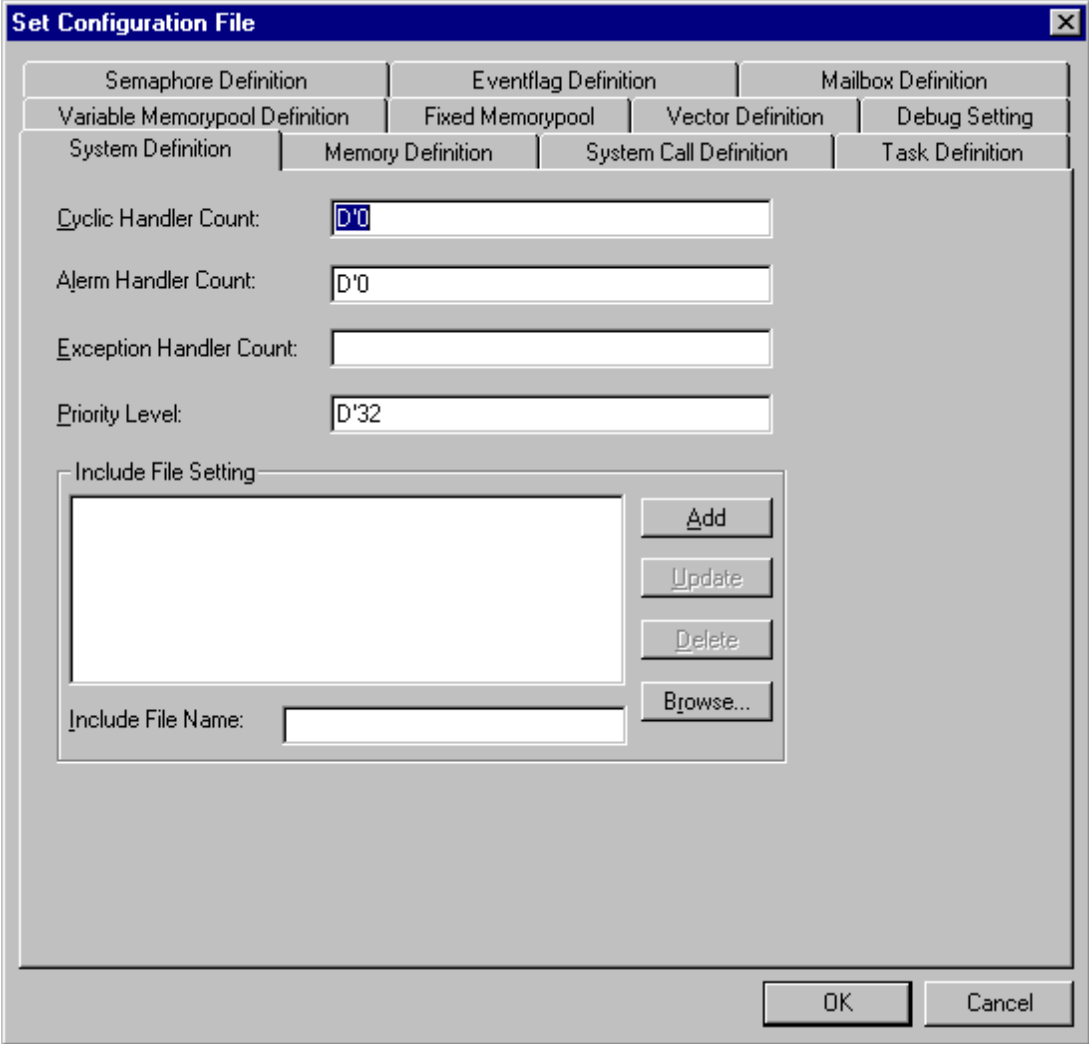 Set Configuration File
Semaphore Definition Eventflag Definition Mailbox Definition
Variable Memorypool Definition Fixed Memorypool Vector Definition Debug Setting
System Definition Memory Definition System Call Definition Task Definition
Cyclic Handler Count: D'0
Alerm Handler Count: D'0
Exception Handler Count:
Priority Level: D'32
Include File Setting
Add
Update
Delete
Browse...
Include File Name:
OK Cancel